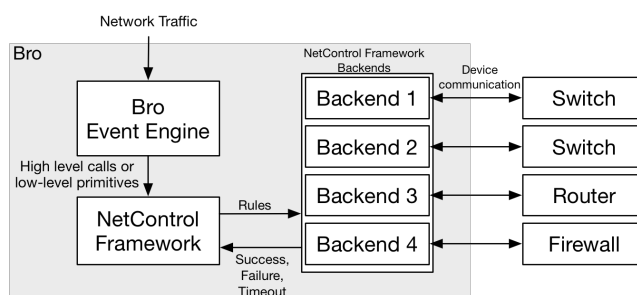 Network Traffic
Bro
NetControl Framework
Backends
Bro
Event Engine
Backend 1
Device
communication
Switch
Backend 2
Switch
High level calls or
low-level primitives
Backend 3
Router
NetControl
Framework
Rules
Backend 4
Firewall
Success,
Failure,
Timeout